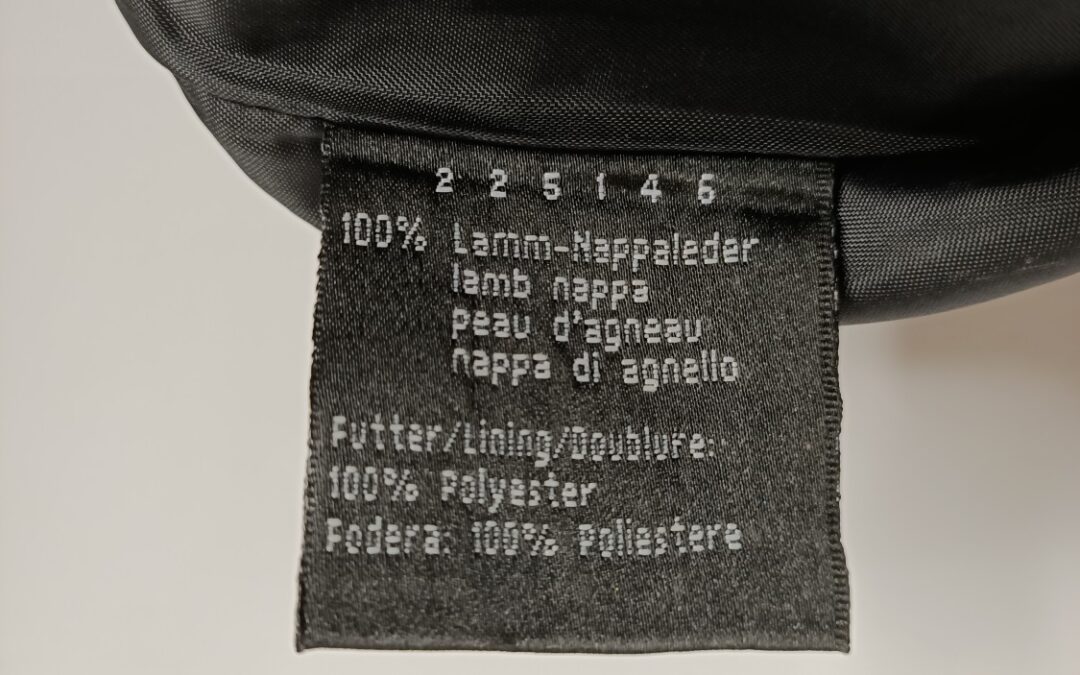 2 2 5 1 4 6
100% Lamm-Nappaleder
lamb nappa
peau d'agneau
nappa di agnello
Futter/Lining/Doublure:
100% Polyester
Fodera: 100% Poliestere